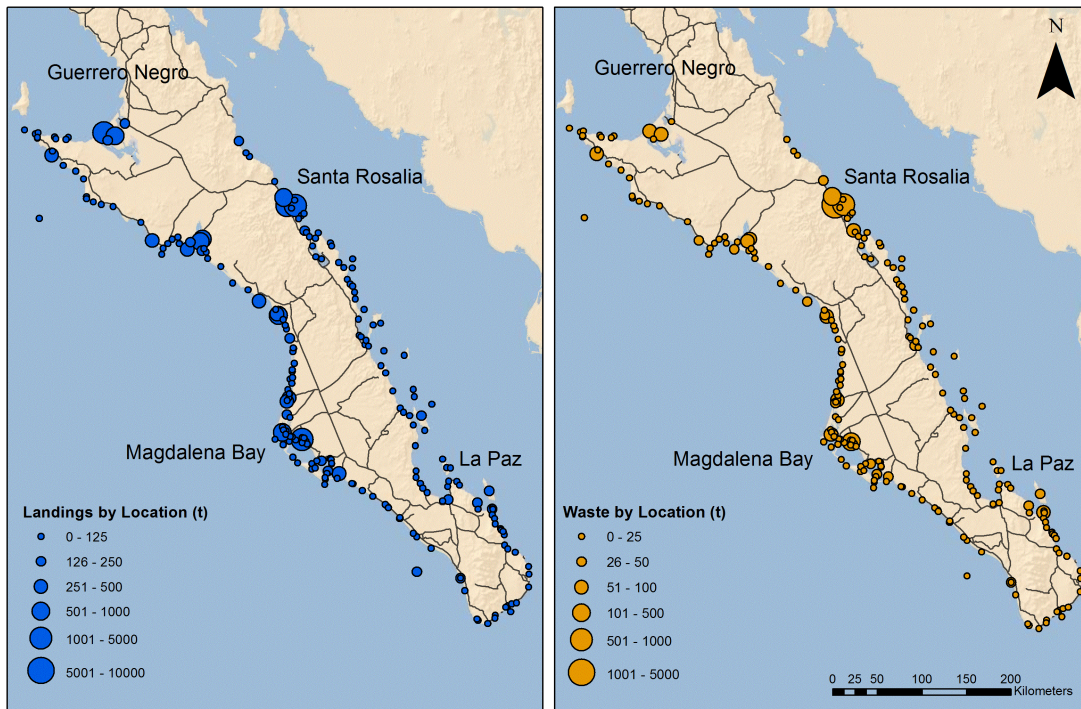 Guerrero Negro
Santa Rosalia
Magdalena Bay
La Paz
Landings by Location (t)
0 - 125
126 - 250
251 - 500
501 - 1000
1001 - 5000
5001 - 10000
N
Guerrero Negro
Santa Rosalia
Magdalena Bay
La Paz
Waste by Location (t)
0 - 25
26 - 50
51 - 100
101 - 500
501 - 1000
1001 - 5000
0 25 50 100 150 200
Kilometers